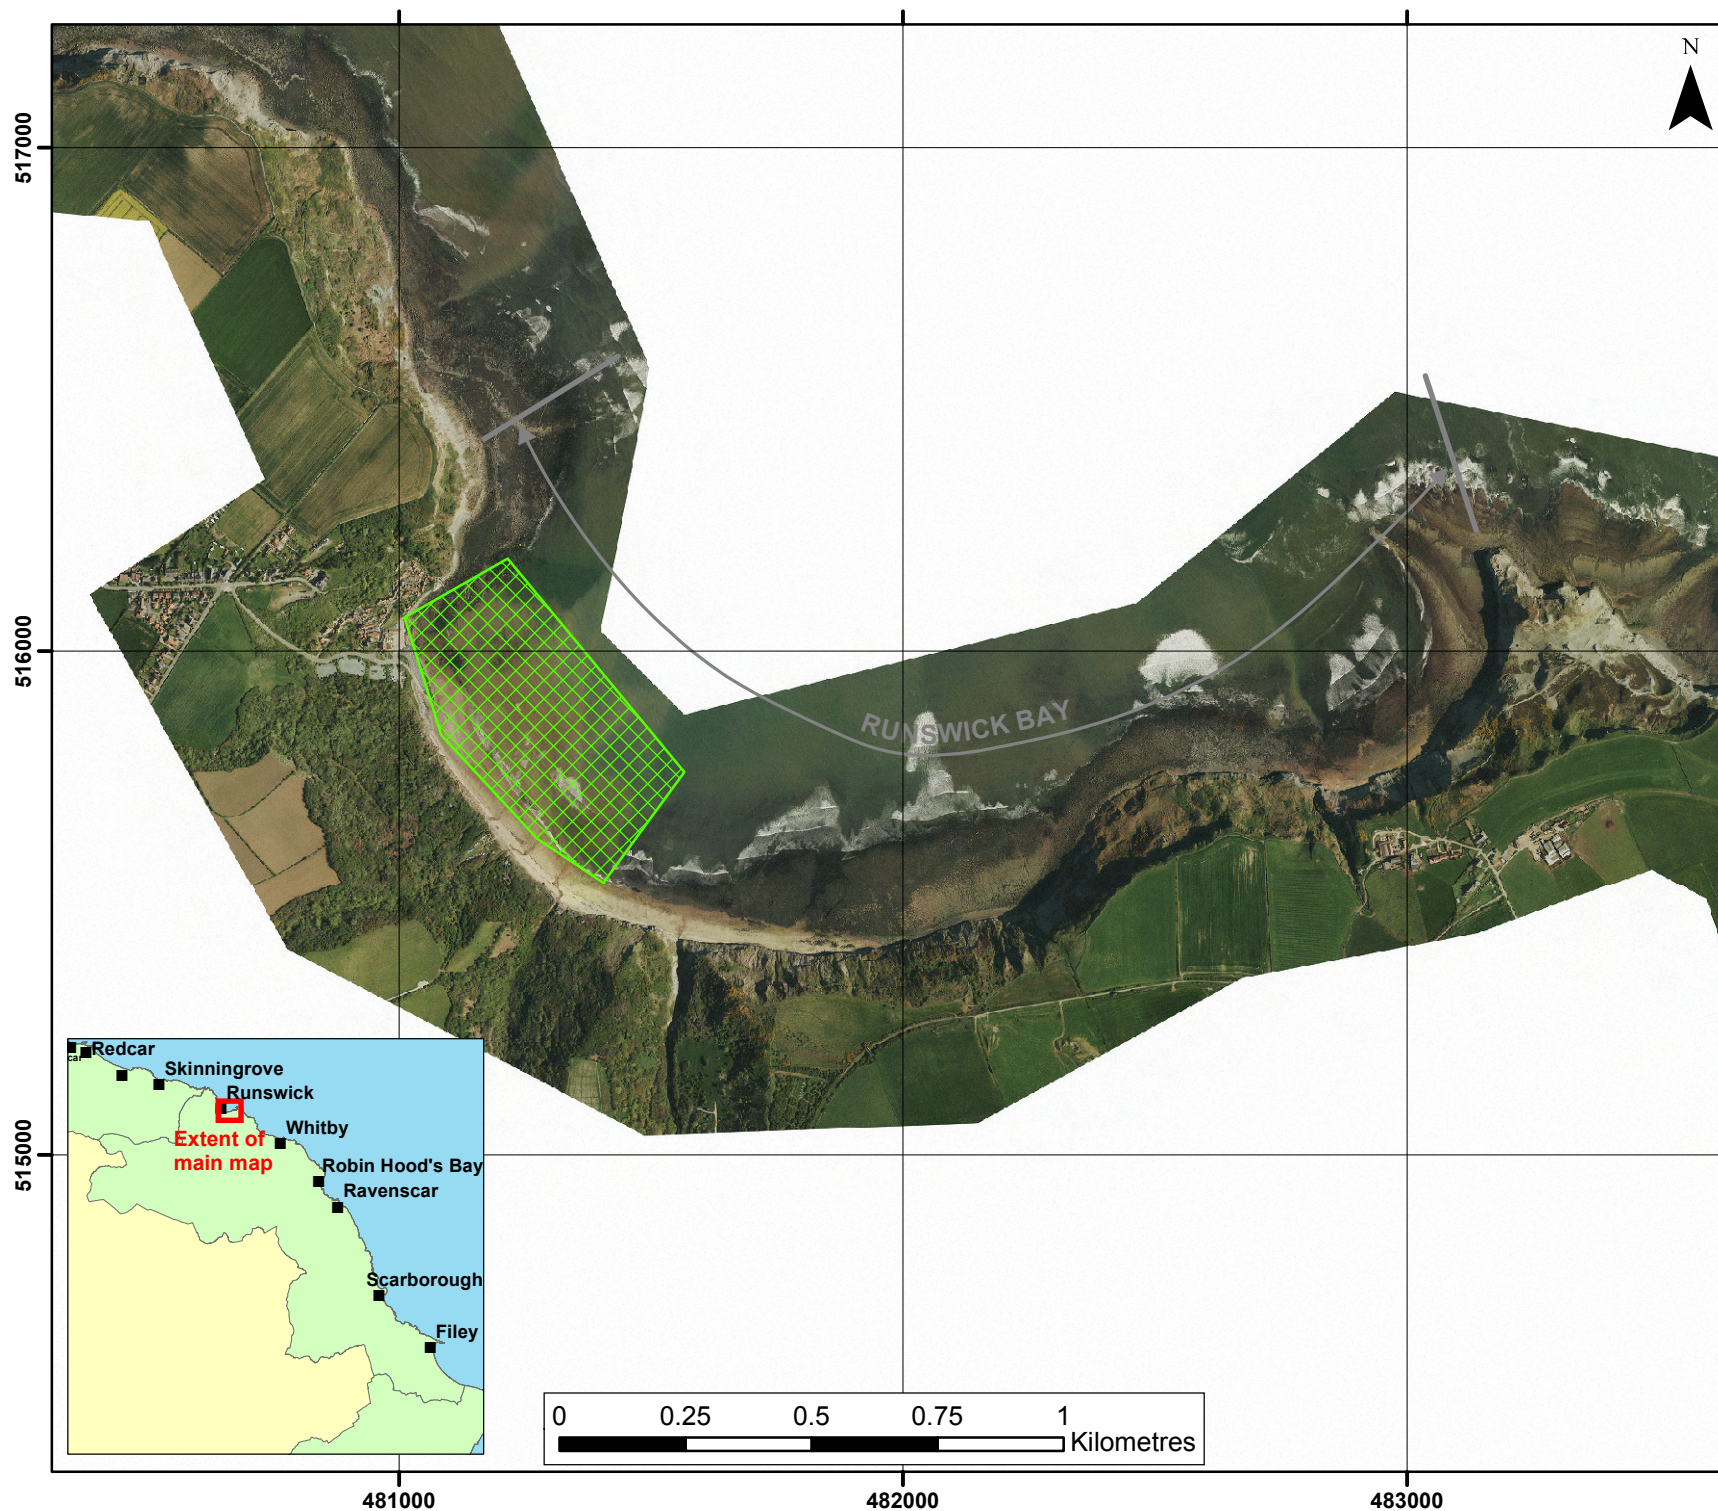 N
517000
516000
515000
RUNSWICK BAY
Redcar
car
Skinningrove
Runswick
Extent of
main map
Whitby
Robin Hood's Bay
Ravenscar
Scarborough
Filey
0 0.25 0.5 0.75 1
Kilometres
481000 482000 483000